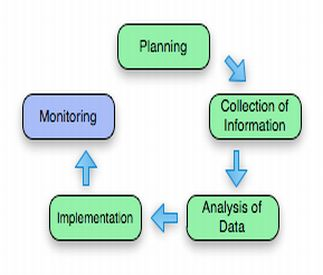 Planning
Collection of
Information
Analysis of
Data
Implementation
Monitoring